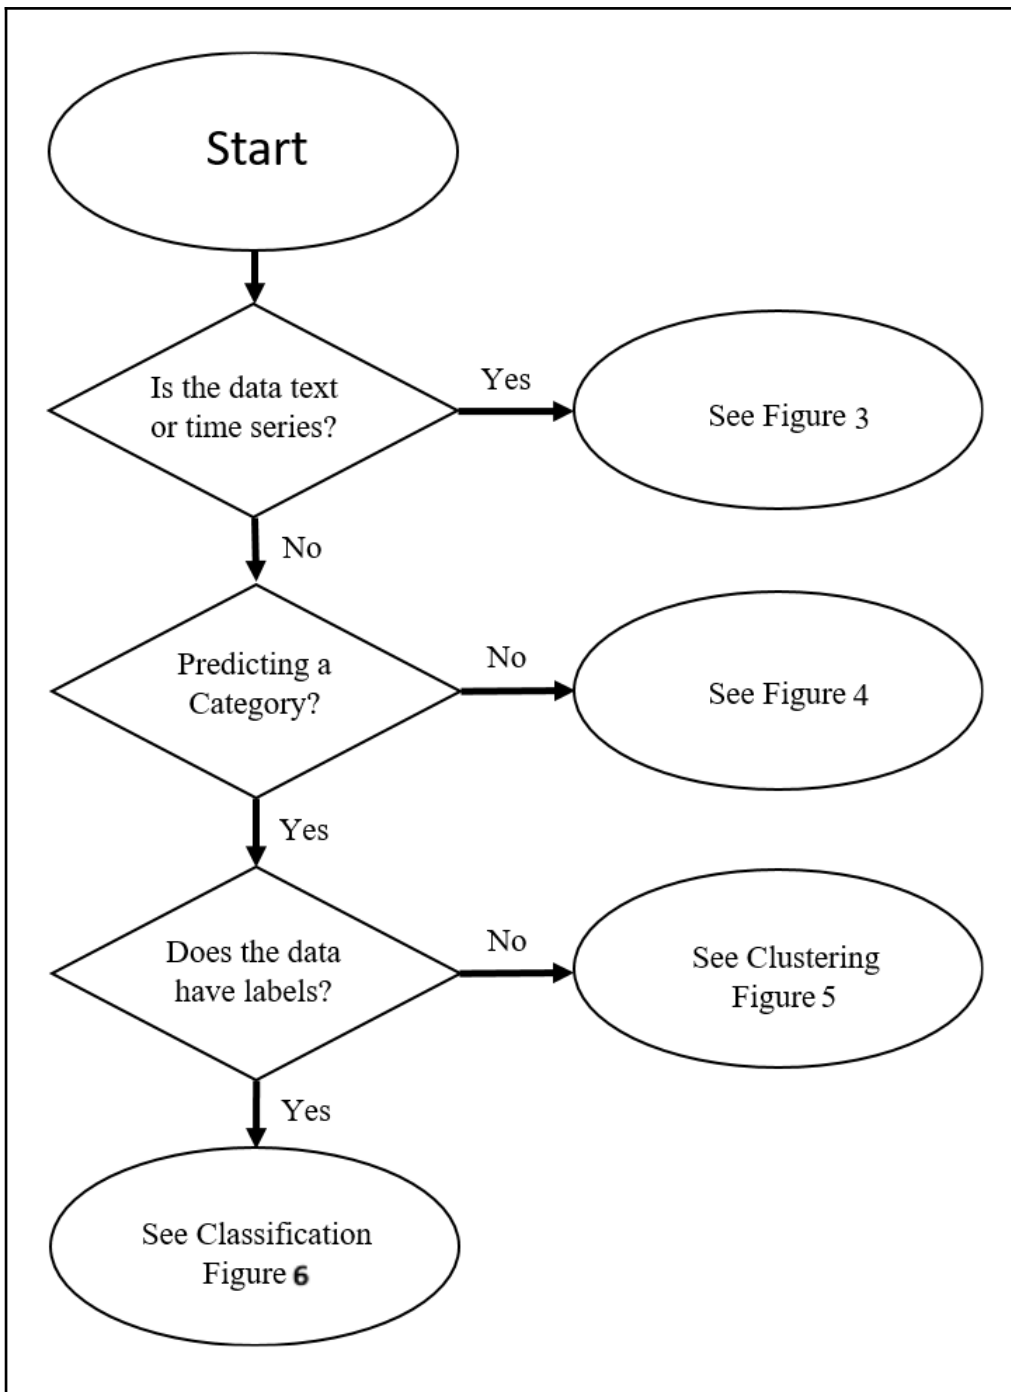 Start
Is the data text
or time series?
Yes
See Figure 3
No
Predicting a
Category?
No
See Figure 4
Yes
Does the data
have labels?
No
See Clustering
Figure 5
Yes
See Classification
Figure 6